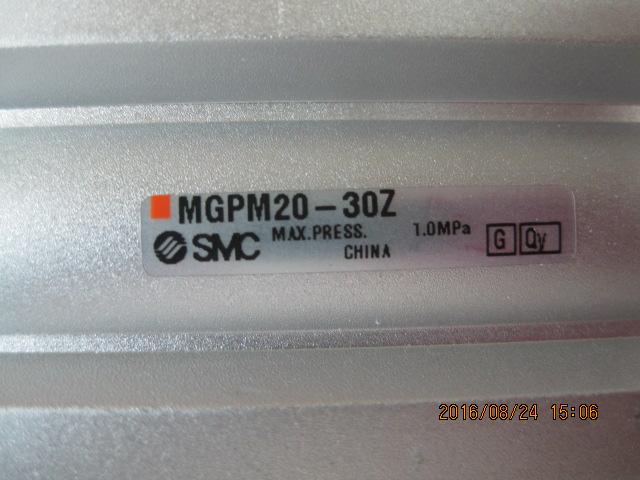 MGPM20-30Z
SMC MAX.PRESS. 1.0MPa
CHINA
G Qy
2016/08/24 15:06